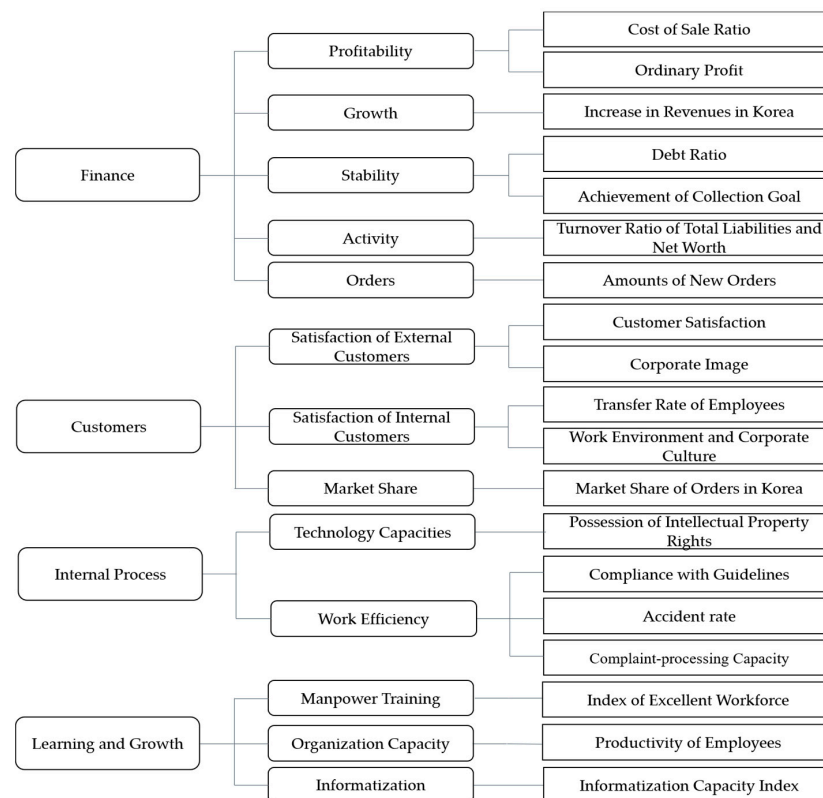 Finance
Profitability
Cost of Sale Ratio
Ordinary Profit
Growth
Increase in Revenues in Korea
Stability
Debt Ratio
Achievement of Collection Goal
Activity
Turnover Ratio of Total Liabilities and
Net Worth
Orders
Amounts of New Orders
Customers
Satisfaction of External
Customers
Customer Satisfaction
Corporate Image
Satisfaction of Internal
Customers
Transfer Rate of Employees
Work Environment and Corporate
Culture
Market Share
Market Share of Orders in Korea
Internal Process
Technology Capacities
Possession of Intellectual Property
Rights
Work Efficiency
Compliance with Guidelines
Accident rate
Complaint-processing Capacity
Learning and Growth
Manpower Training
Index of Excellent Workforce
Organization Capacity
Productivity of Employees
Informatization
Informatization Capacity Index